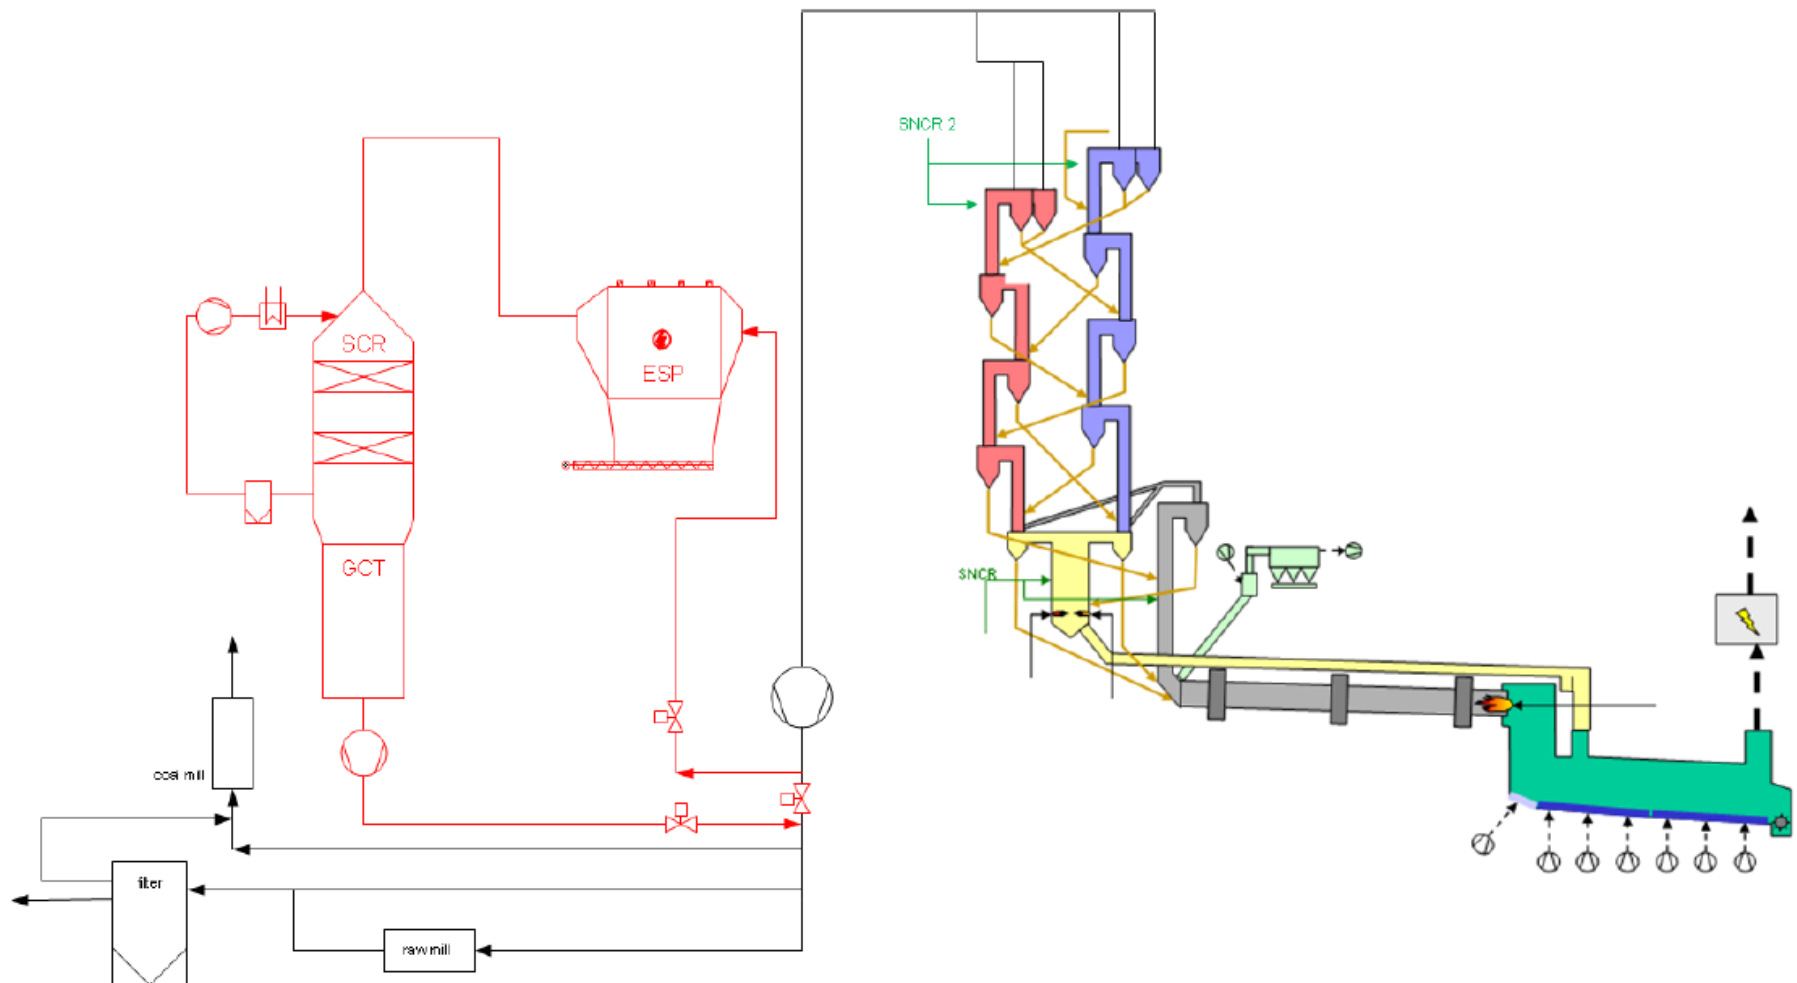 SNCR 2
SCR
ESP
GCT
SNCR
coal mill
filter
raw mill